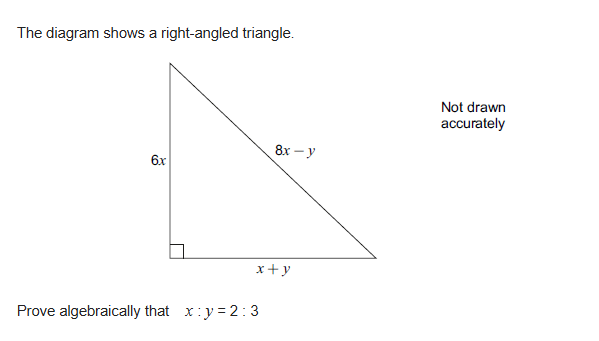 The diagram shows a right-angled triangle.
Not drawn
accurately
8x – y
6x
x + y
Prove algebraically that x : y = 2 : 3